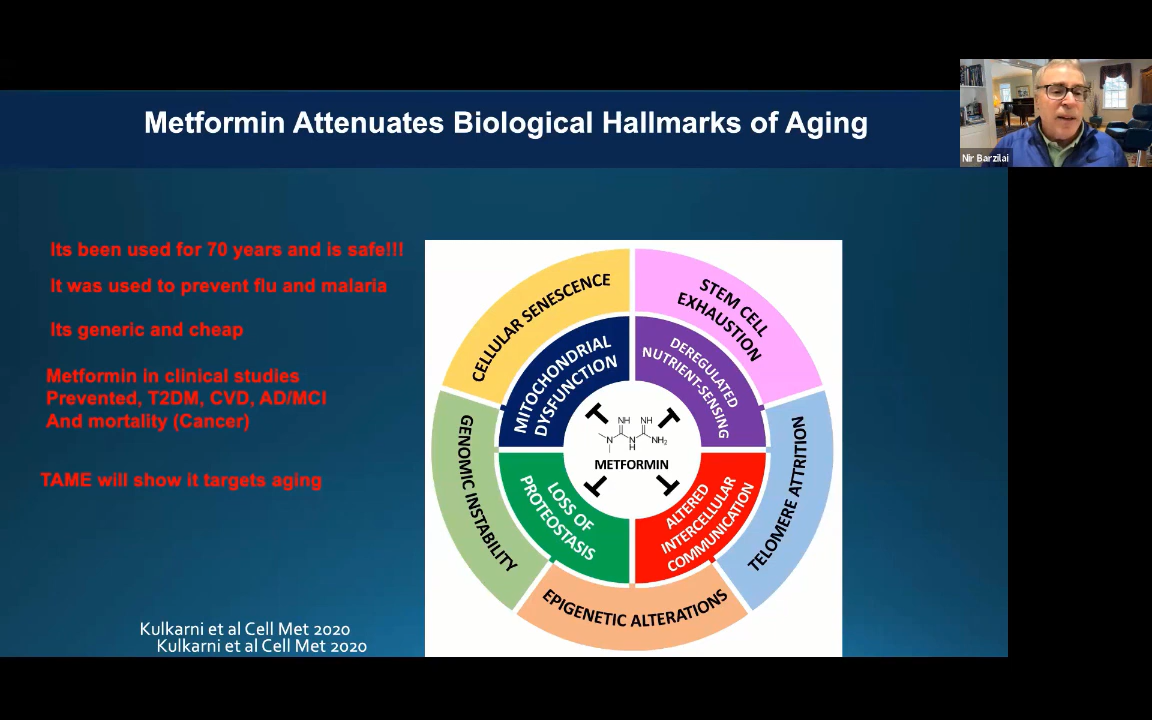 Metformin Attenuates Biological Hallmarks of Aging
Nir Barzilai
Its been used for 70 years and is safe!!!
It was used to prevent flu and malaria
Its generic and cheap
Metformin in clinical studies
Prevented, T2DM, CVD, AD/MCI
And mortality (Cancer)
TAME will show it targets aging
CELLULAR SENESCENCE
STEM CELL
EXHAUSTION
MITOCHONDRIAL
DYSFUNCTION
DEREGULATED
NUTRIENT-SENSING
GENOMIC INSTABILITY
TELOMERE ATTRITION
NH NH
N N NH₂
H
METFORMIN
LOSS OF
PROTEOSTASIS
ALTERED
INTERCELLULAR
COMMUNICATION
EPIGENETIC ALTERATIONS
Kulkarni et al Cell Met 2020
Kulkarni et al Cell Met 2020